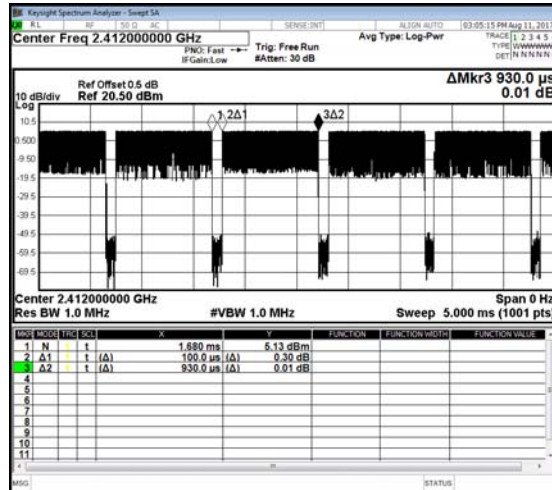 Keysight Spectrum Analyzer - Swept SA
RL RF 50 Ω AC SENSE:INT ALIGN AUTO 03:05:15 PM Aug 11, 2017
Center Freq 2.412000000 GHz Avg Type: Log-Pwr TRACE 1 2 3 4 5
PNO: Fast Trig: Free Run TYPE
IFGain:Low #Atten: 30 dB DET N N N N N
Ref Offset 0.5 dB ΔMkr3 930.0 µs
10 dB/div Ref 20.50 dBm 0.01 dB
Log
10.5 1 2Δ1 3Δ2
0.500
-9.50
-19.5
-29.5
-39.5
-49.5
-59.5
-69.5
Center 2.412000000 GHz Span 0 Hz
Res BW 1.0 MHz #VBW 1.0 MHz Sweep 5.000 ms (1001 pts)
MKR MODE TRC SCL X Y FUNCTION FUNCTION WIDTH FUNCTION VALUE
1 N t 1.680 ms 5.13 dBm
2 Δ1 t (Δ) 100.0 µs (Δ) 0.30 dB
3 Δ2 t (Δ) 930.0 µs (Δ) 0.01 dB
4
5
6
7
8
9
10
11
MSG STATUS